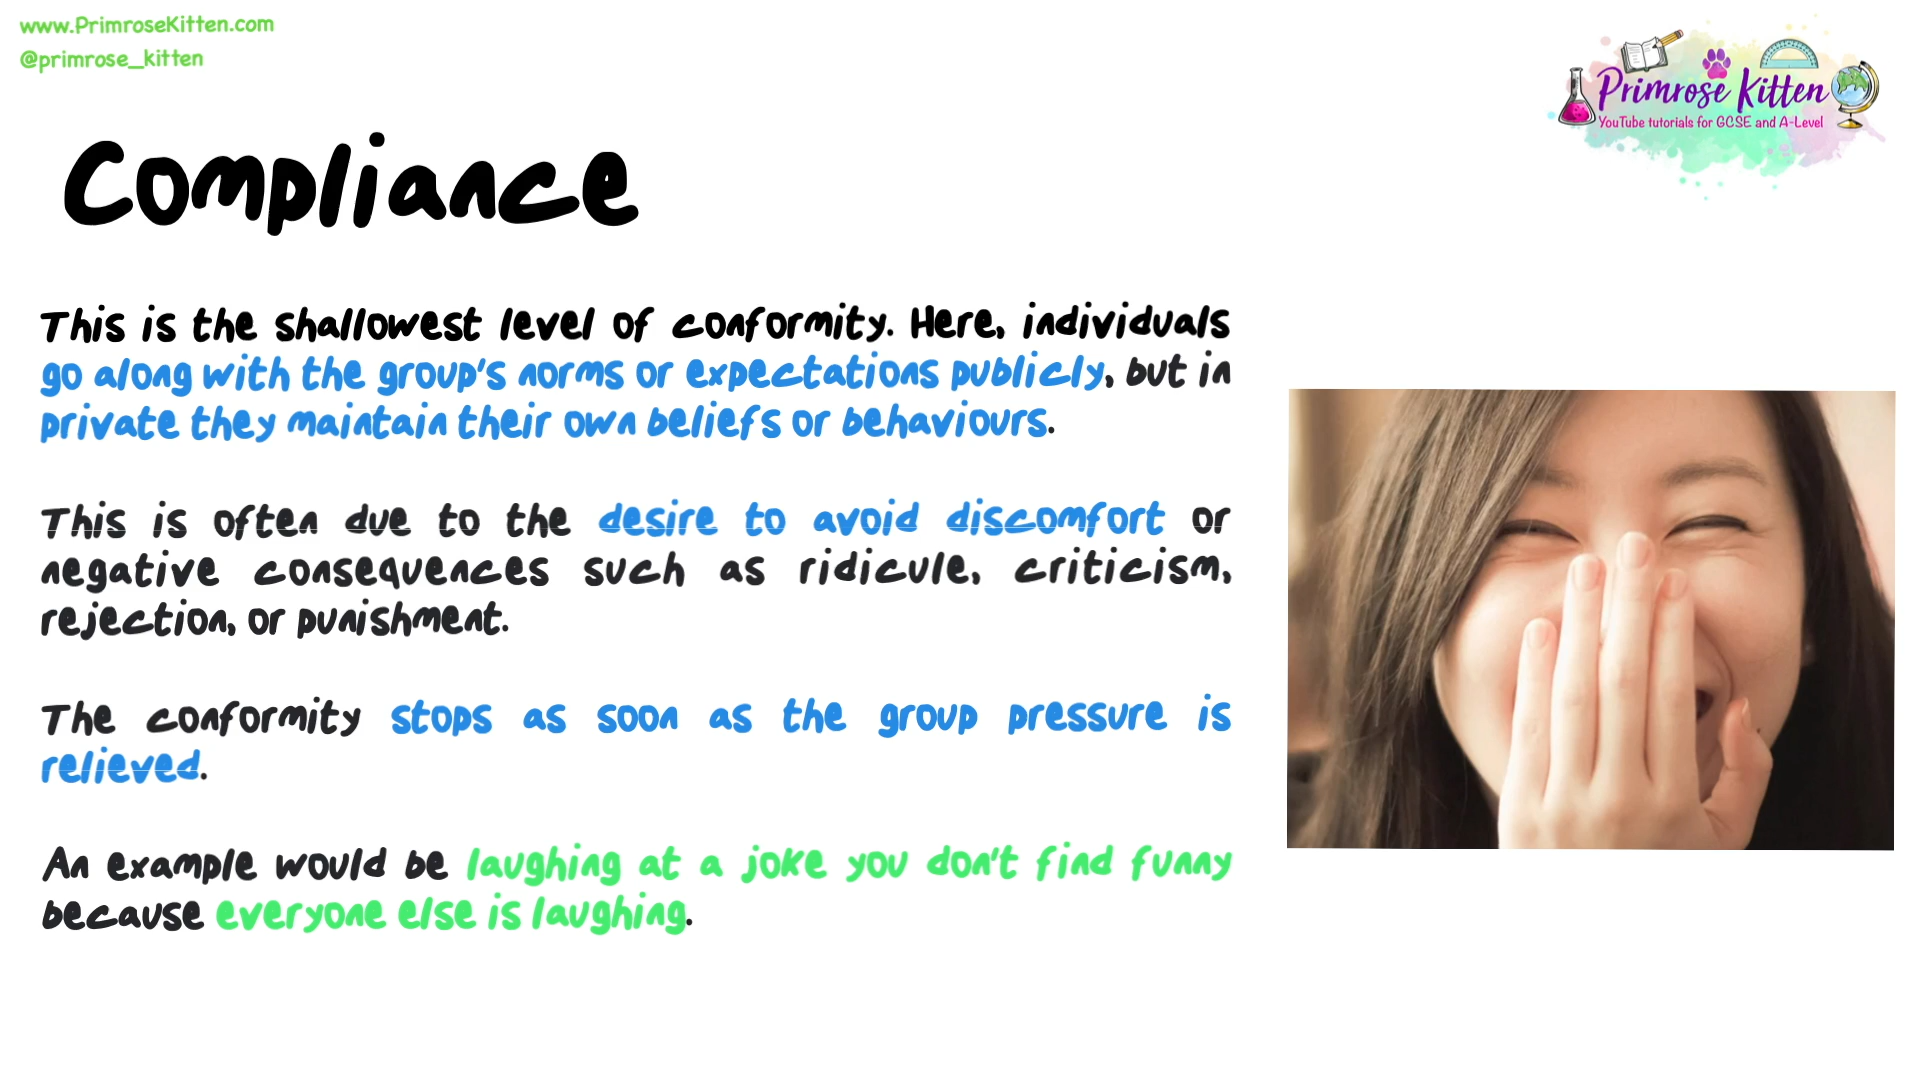 www.PrimroseKitten.com
@primrose_kitten
Primrose Kitten
YouTube tutorials for GCSE and A-Level
Compliance
This is the shallowest level of conformity. Here, individuals
go along with the group's norms or expectations publicly, but in
private they maintain their own beliefs or behaviours.
This is often due to the desire to avoid discomfort or
negative consequences such as ridicule, criticism,
rejection, or punishment.
The conformity stops as soon as the group pressure is
relieved.
An example would be laughing at a joke you don't find funny
because everyone else is laughing.